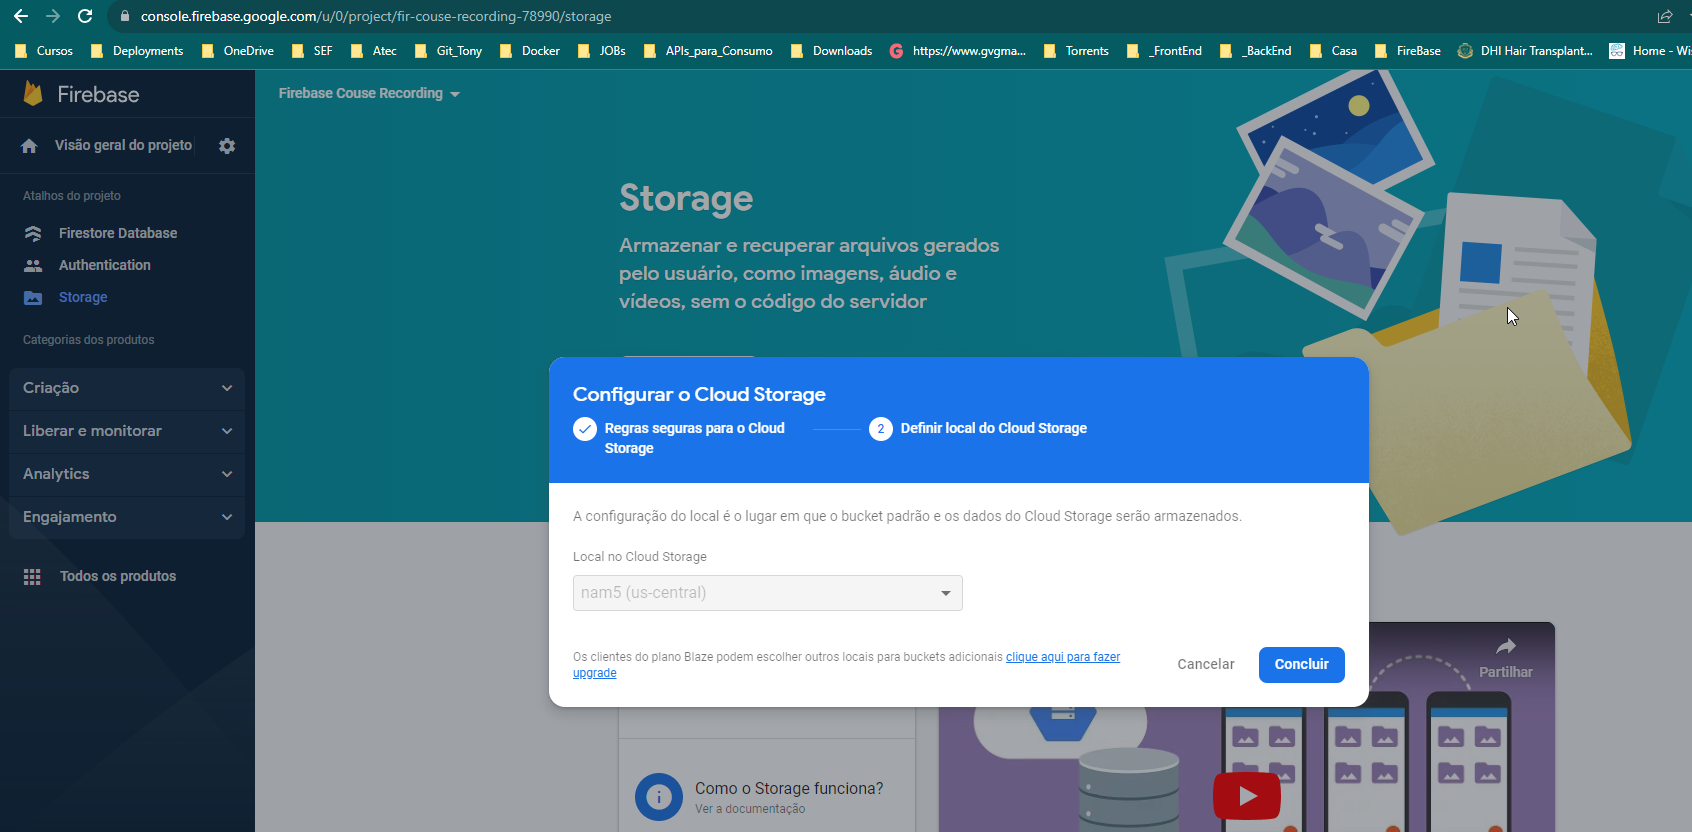 console.firebase.google.com/u/0/project/fir-couse-recording-78990/storage
Cursos Deployments OneDrive SEF Atec Git_Tony Docker JOBs APIs_para_Consumo Downloads https://www.gvgma... Torrents _FrontEnd _BackEnd Casa FireBase DHI Hair Transplant... Home - Wi
Firebase
Firebase Couse Recording
Visão geral do projeto
Atalhos do projeto
Firestore Database
Authentication
Storage
Categorias dos produtos
Criação
Liberar e monitorar
Analytics
Engajamento
Todos os produtos
Storage
Armazenar e recuperar arquivos gerados
pelo usuário, como imagens, áudio e
vídeos, sem o código do servidor
Configurar o Cloud Storage
Regras seguras para o Cloud
Storage
2 Definir local do Cloud Storage
A configuração do local é o lugar em que o bucket padrão e os dados do Cloud Storage serão armazenados.
Local no Cloud Storage
nam5 (us-central)
Os clientes do plano Blaze podem escolher outros locais para buckets adicionais clique aqui para fazer
upgrade
Cancelar
Concluir
Partilhar
Como o Storage funciona?
Ver a documentação